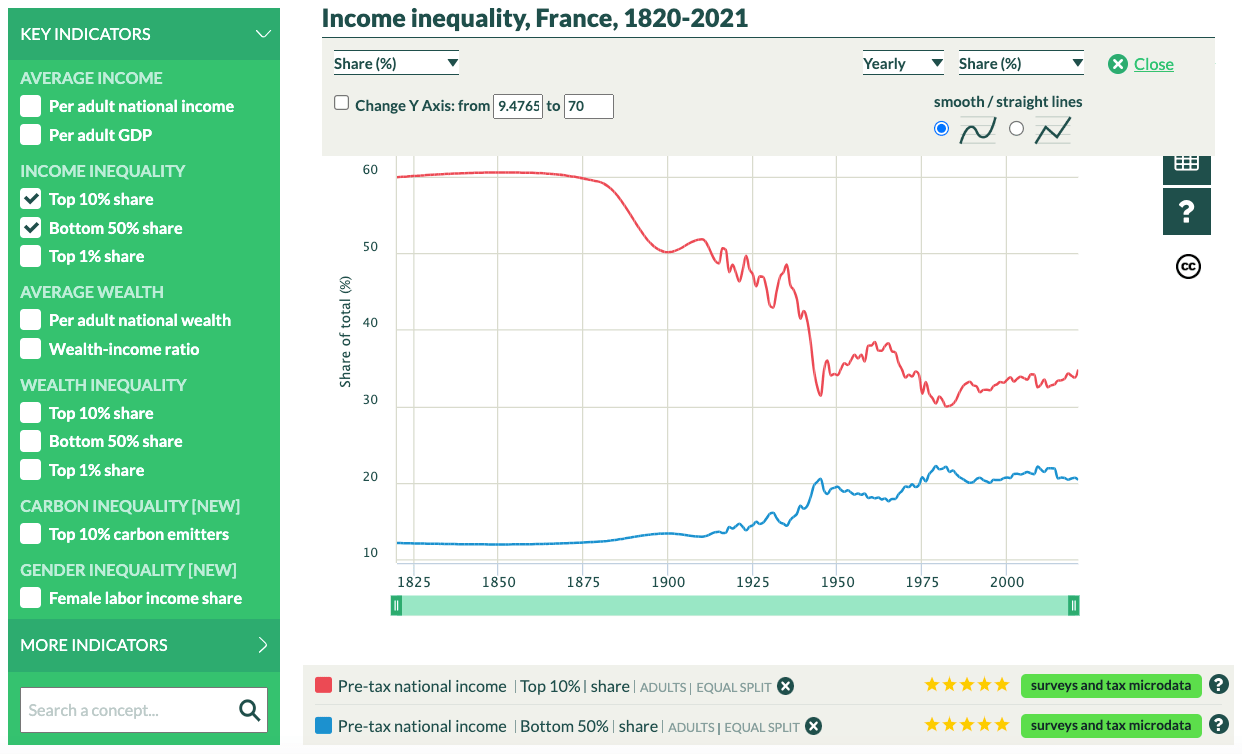 KEY INDICATORS
AVERAGE INCOME
Per adult national income
Per adult GDP
INCOME INEQUALITY
Top 10% share
Bottom 50% share
Top 1% share
AVERAGE WEALTH
Per adult national wealth
Wealth-income ratio
WEALTH INEQUALITY
Top 10% share
Bottom 50% share
Top 1% share
CARBON INEQUALITY [NEW]
Top 10% carbon emitters
GENDER INEQUALITY [NEW]
Female labor income share
MORE INDICATORS
Search a concept...
Income inequality, France, 1820-2021
Share (%) Yearly Share (%) Close
Change Y Axis: from 9.4765 to 70
smooth / straight lines
?
cc
Share of total (%)
60
50
40
30
20
10
1825 1850 1875 1900 1925 1950 1975 2000
Pre-tax national income | Top 10% | share | ADULTS | EQUAL SPLIT surveys and tax microdata ?
Pre-tax national income | Bottom 50% | share | ADULTS | EQUAL SPLIT surveys and tax microdata ?